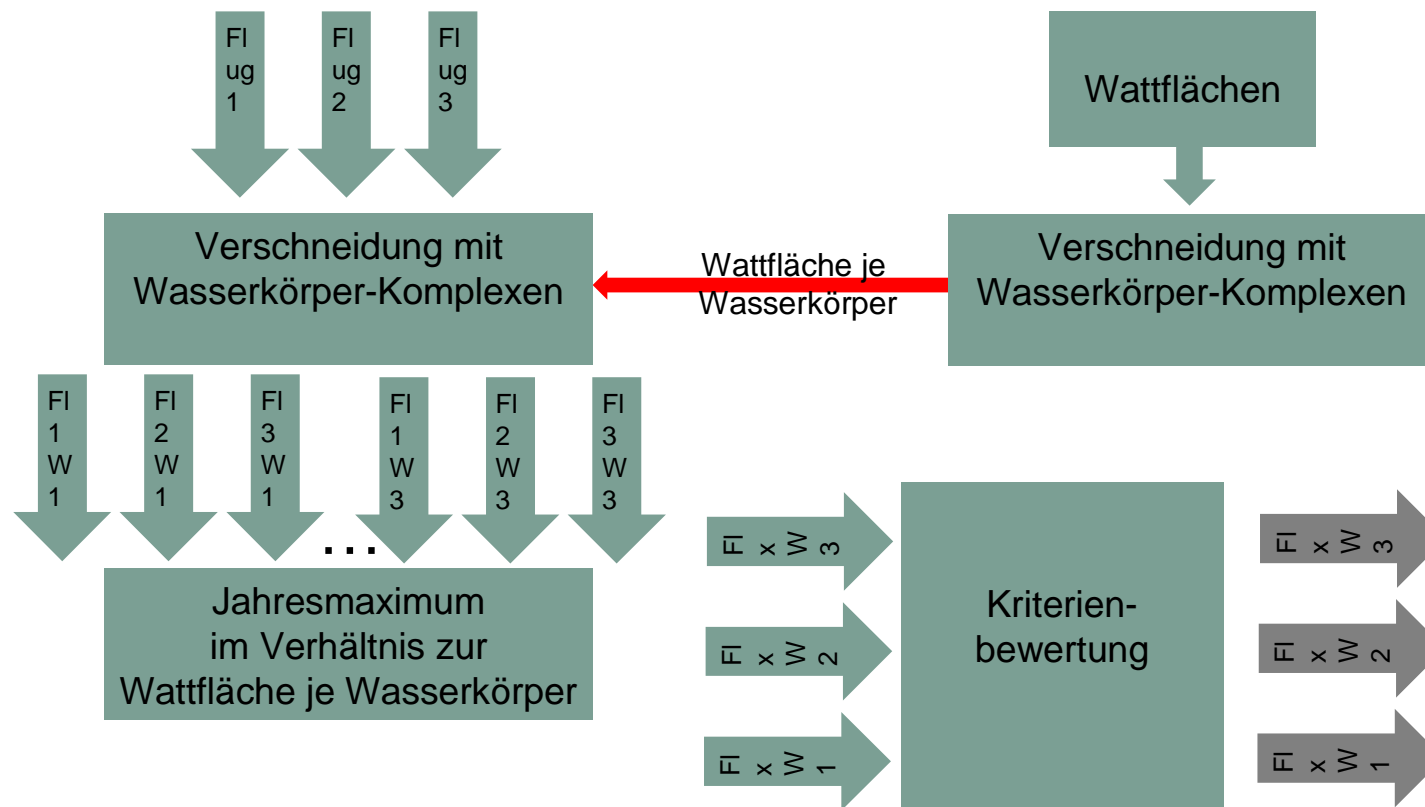 Fl
ug
1
Fl
ug
2
Fl
ug
3
Wattflächen
Verschneidung mit
Wasserkörper-Komplexen
Wattfläche je
Wasserkörper
Verschneidung mit
Wasserkörper-Komplexen
Fl
1
W
1
Fl
2
W
1
Fl
3
W
1
...
Fl
1
W
3
Fl
2
W
3
Fl
3
W
3
Jahresmaximum
im Verhältnis zur
Wattfläche je Wasserkörper
Fl
x
W
3
Fl
x
W
2
Fl
x
W
1
Kriterien-
bewertung
Fl
x
W
3
Fl
x
W
2
Fl
x
W
1